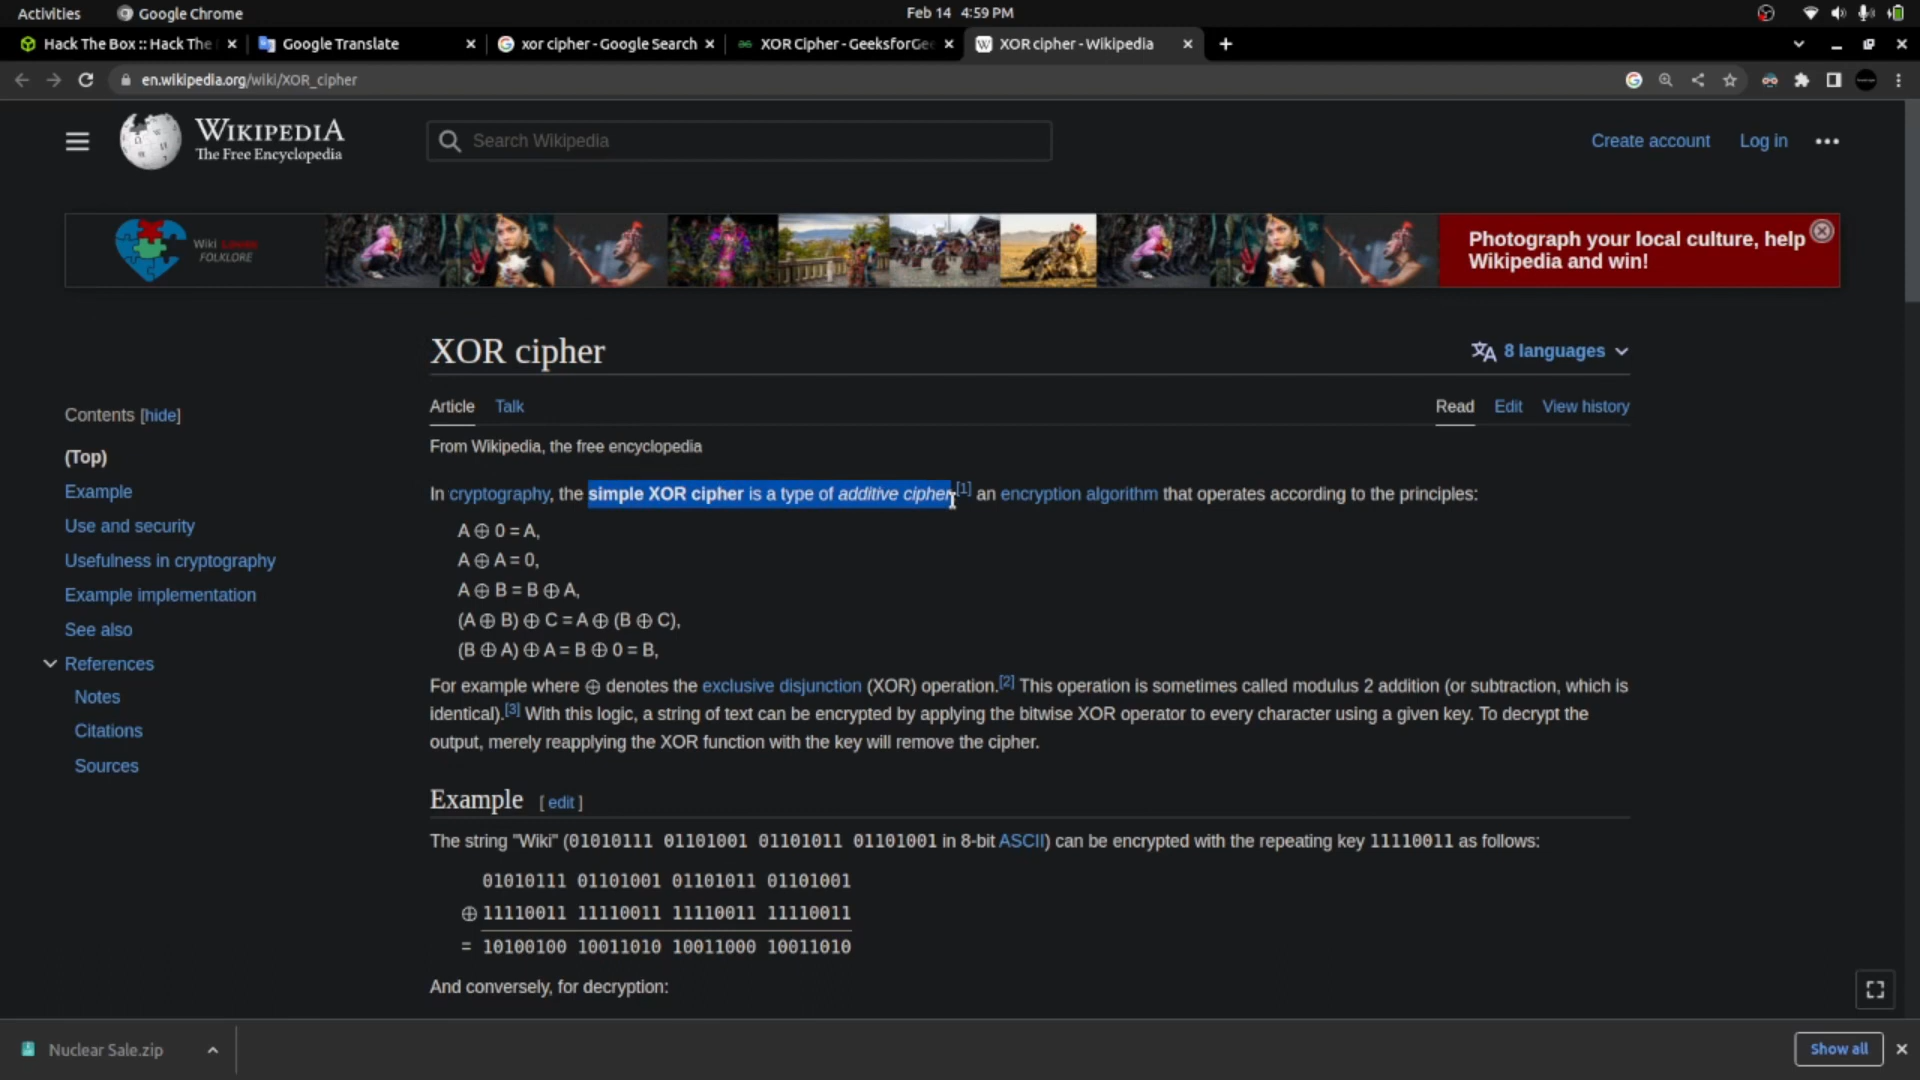 Activities Google Chrome Feb 14 4:59 PM
Hack The Box :: Hack The Google Translate xor cipher - Google Search XOR Cipher - GeeksforGee XOR cipher - Wikipedia
en.wikipedia.org/wiki/XOR_cipher
WIKIPEDIA
The Free Encyclopedia
Search Wikipedia
Create account Log in
Wiki Loves
FOLKLORE
Photograph your local culture, help
Wikipedia and win!
XOR cipher
8 languages
Contents [hide]
(Top)
Example
Use and security
Usefulness in cryptography
Example implementation
See also
References
Notes
Citations
Sources
Article Talk Read Edit View history
From Wikipedia, the free encyclopedia
In cryptography, the simple XOR cipher is a type of additive cipher,[1] an encryption algorithm that operates according to the principles:
A ⊕ 0 = A,
A ⊕ A = 0,
A ⊕ B = B ⊕ A,
(A ⊕ B) ⊕ C = A ⊕ (B ⊕ C),
(B ⊕ A) ⊕ A = B ⊕ 0 = B,
For example where ⊕ denotes the exclusive disjunction (XOR) operation.[2] This operation is sometimes called modulus 2 addition (or subtraction, which is
identical).[3] With this logic, a string of text can be encrypted by applying the bitwise XOR operator to every character using a given key. To decrypt the
output, merely reapplying the XOR function with the key will remove the cipher.
Example [ edit ]
The string "Wiki" (01010111 01101001 01101011 01101001 in 8-bit ASCII) can be encrypted with the repeating key 11110011 as follows:
01010111 01101001 01101011 01101001
⊕ 11110011 11110011 11110011 11110011
= 10100100 10011010 10011000 10011010
And conversely, for decryption:
Nuclear Sale.zip
Show all